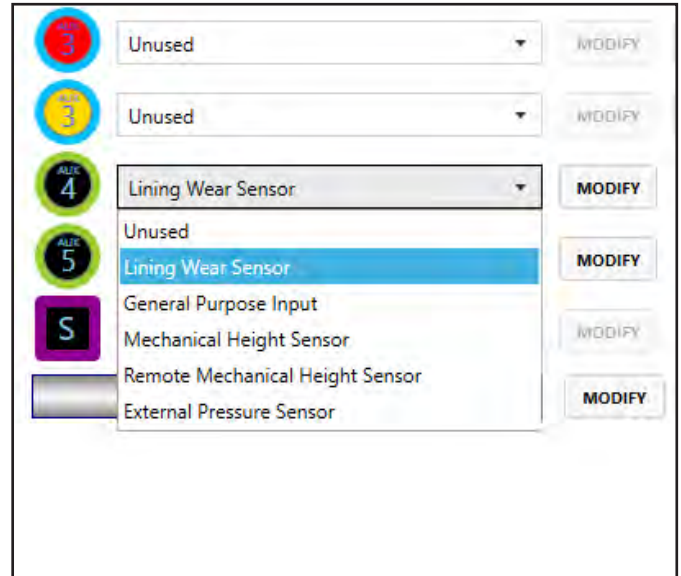 AUX
3
Unused
MODIFY
AUX
3
Unused
MODIFY
AUX
4
Lining Wear Sensor
MODIFY
Unused
AUX
5
Lining Wear Sensor
MODIFY
General Purpose Input
S
Mechanical Height Sensor
MODIFY
Remote Mechanical Height Sensor
MODIFY
External Pressure Sensor